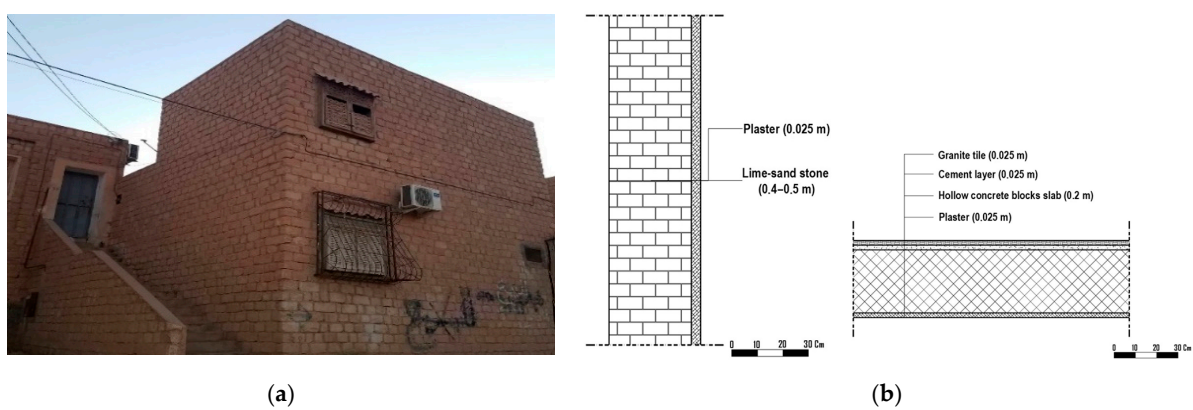 Plaster (0.025 m)
Lime-sand stone
(0.4–0.5 m)
0 10 20 30 Cm
Granite tile (0.025 m)
Cement layer (0.025 m)
Hollow concrete blocks slab (0.2 m)
Plaster (0.025 m)
0 10 20 30 Cm
(a)
(b)